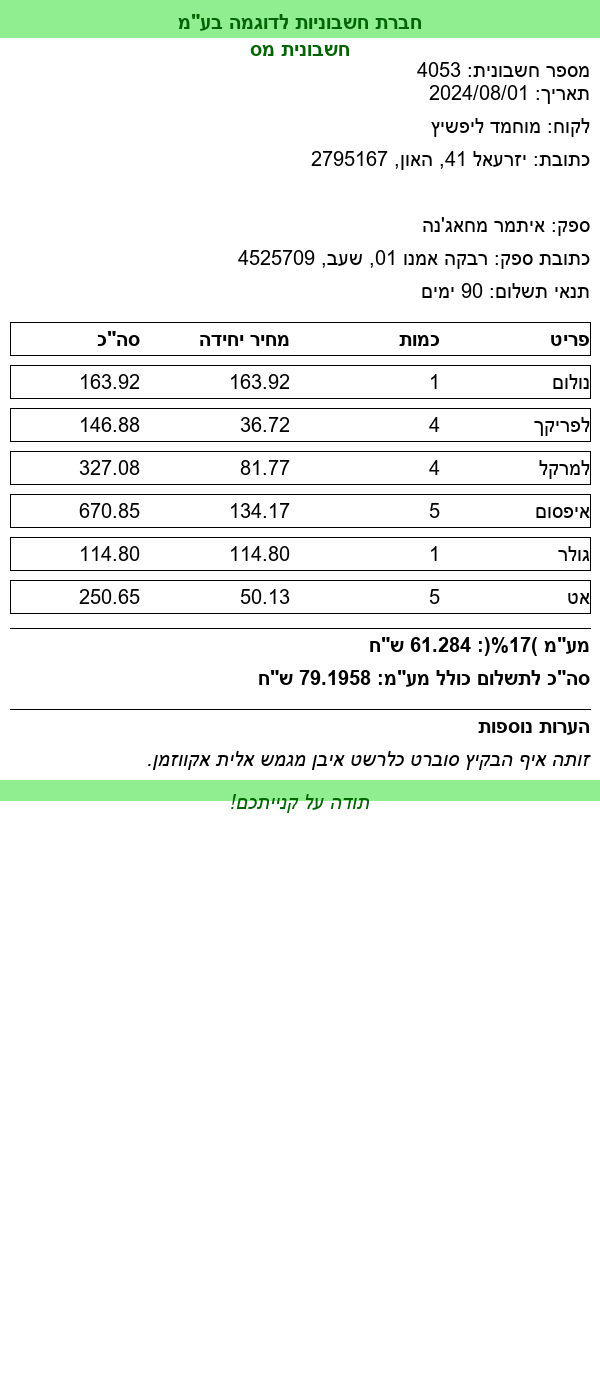 חברת חשבוניות לדוגמה בע"מ
חשבונית מס
מספר חשבונית: 4053
תאריך: 2024/08/01
לקוח: מוחמד ליפשיץ
כתובת: יזרעאל 41, האון, 2795167
ספק: איתמר מחאג'נה
כתובת ספק: רבקה אמנו 01, שעב, 4525709
תנאי תשלום: 90 ימים
פריט כמות מחיר יחידה סה"כ
נולום 1 163.92 163.92
לפריקך 4 36.72 146.88
למרקל 4 81.77 327.08
איפסום 5 134.17 670.85
גולר 1 114.80 114.80
אט 5 50.13 250.65
מע"מ )17%(: 61.284 ש"ח
סה"כ לתשלום כולל מע"מ: 79.1958 ש"ח
הערות נוספות
זותה איף הבקיץ סוברט כלרשט איבן מגמש אלית אקווזמן.
תודה על קנייתכם!